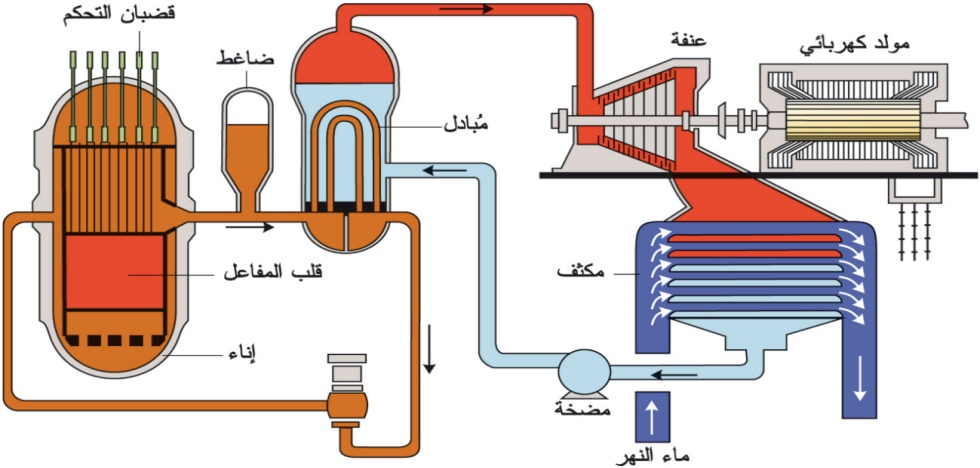 قضبان التحكم
ضاغط
عنفة
مولد كهربائي
مُبادل
قلب المفاعل
مكثف
إناء
مضخة
ماء النهر